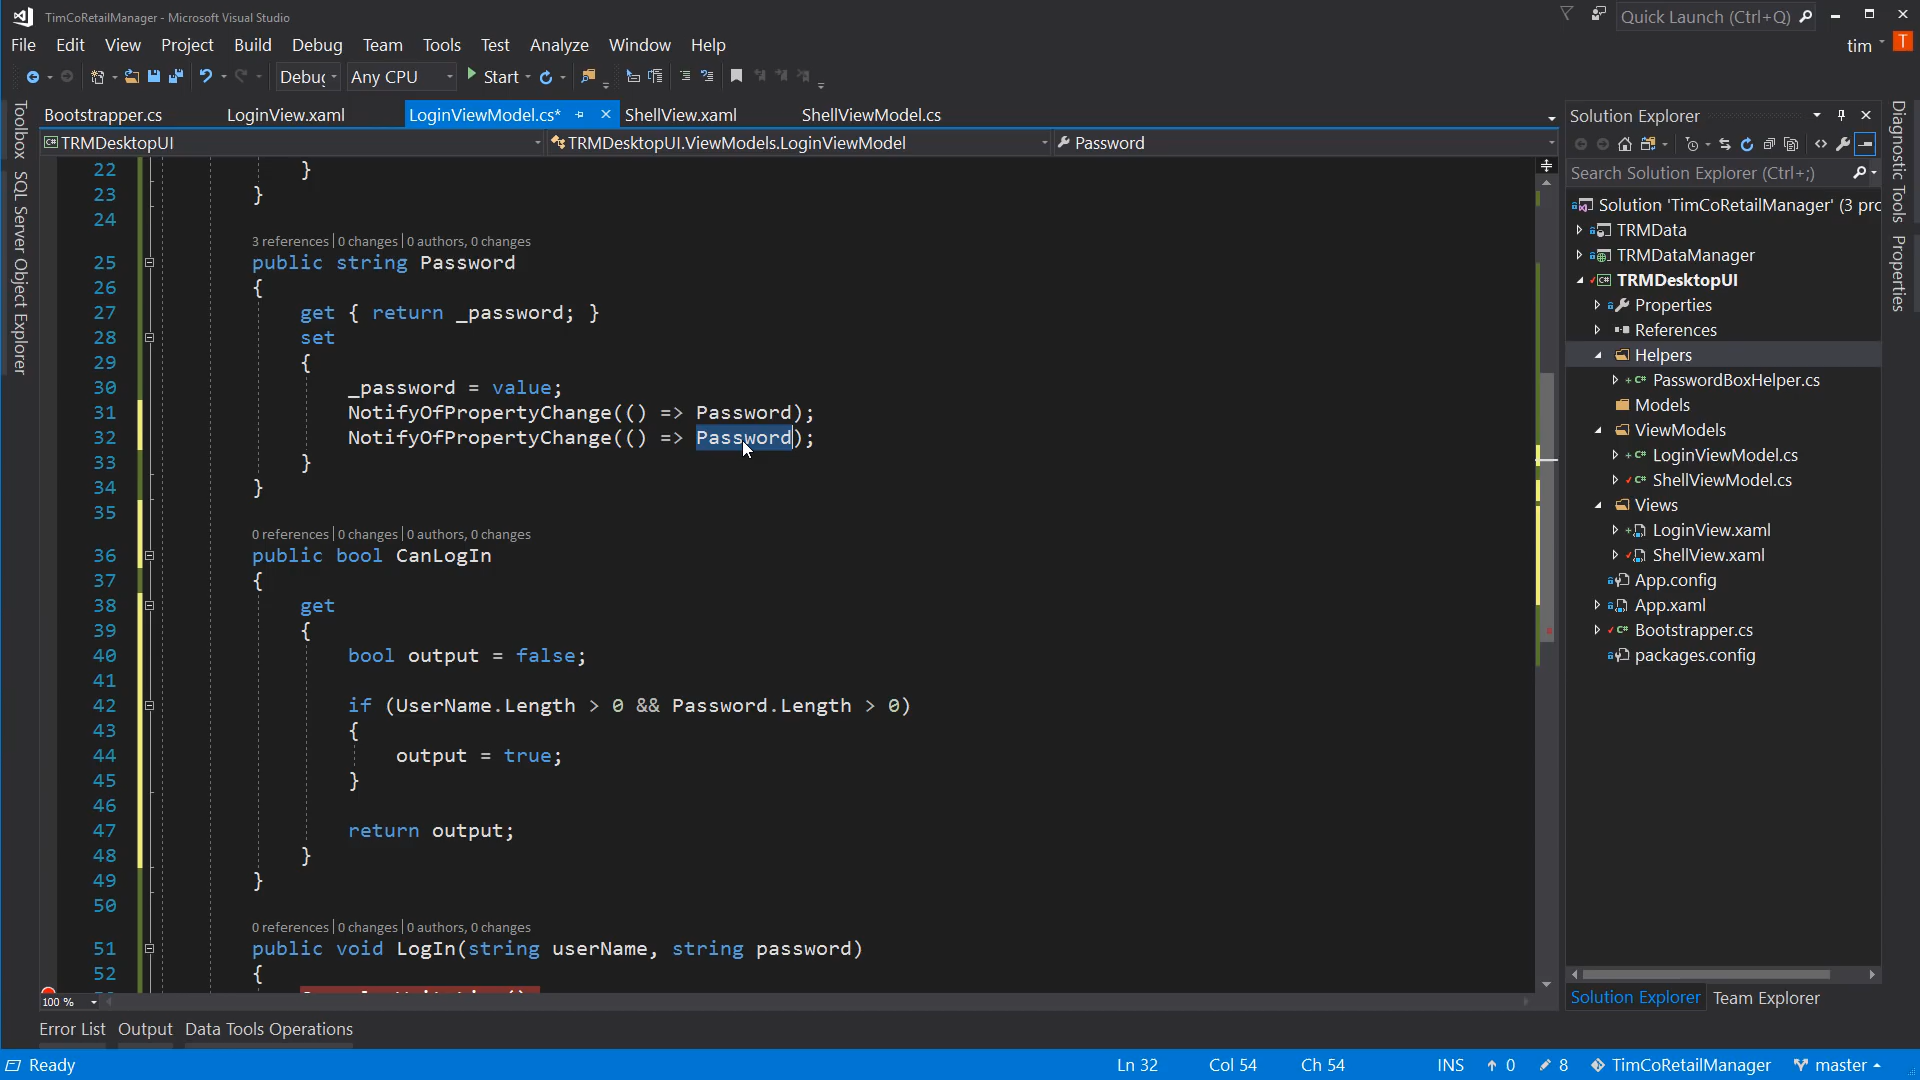 TimCoRetailManager - Microsoft Visual Studio
Quick Launch (Ctrl+Q)
File Edit View Project Build Debug Team Tools Test Analyze Window Help
tim T
Debug Any CPU Start
Bootstrapper.cs LoginView.xaml LoginViewModel.cs* ShellView.xaml ShellViewModel.cs
TRMDesktopUI TRMDesktopUI.ViewModels.LoginViewModel Password
Toolbox
SQL Server Object Explorer
22 }
23 }
24
3 references | 0 changes | 0 authors, 0 changes
25 public string Password
26 {
27 get { return _password; }
28 set
29 {
30 _password = value;
31 NotifyOfPropertyChange(() => Password);
32 NotifyOfPropertyChange(() => Password);
33 }
34 }
35
0 references | 0 changes | 0 authors, 0 changes
36 public bool CanLogIn
37 {
38 get
39 {
40 bool output = false;
41
42 if (UserName.Length > 0 && Password.Length > 0)
43 {
44 output = true;
45 }
46
47 return output;
48 }
49 }
50
0 references | 0 changes | 0 authors, 0 changes
51 public void LogIn(string userName, string password)
52 {
100 %
Solution Explorer
Search Solution Explorer (Ctrl+;)
Solution 'TimCoRetailManager' (3 pro
TRMData
TRMDataManager
TRMDesktopUI
Properties
References
Helpers
PasswordBoxHelper.cs
Models
ViewModels
LoginViewModel.cs
ShellViewModel.cs
Views
LoginView.xaml
ShellView.xaml
App.config
App.xaml
Bootstrapper.cs
packages.config
Solution Explorer Team Explorer
Diagnostic Tools
Properties
Error List Output Data Tools Operations
Ready Ln 32 Col 54 Ch 54 INS 0 8 TimCoRetailManager master